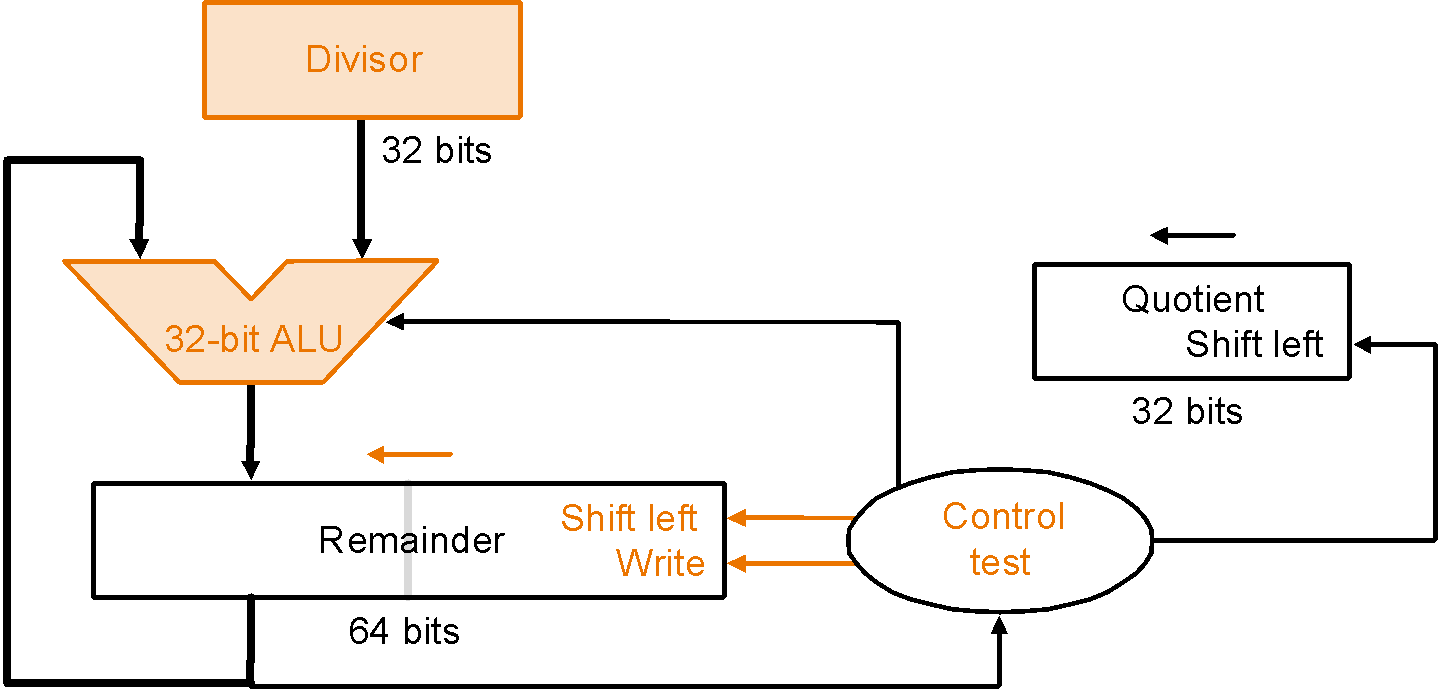 Divisor
32 bits
32-bit ALU
Quotient
Shift left
32 bits
Remainder
Shift left
Write
Control
test
64 bits